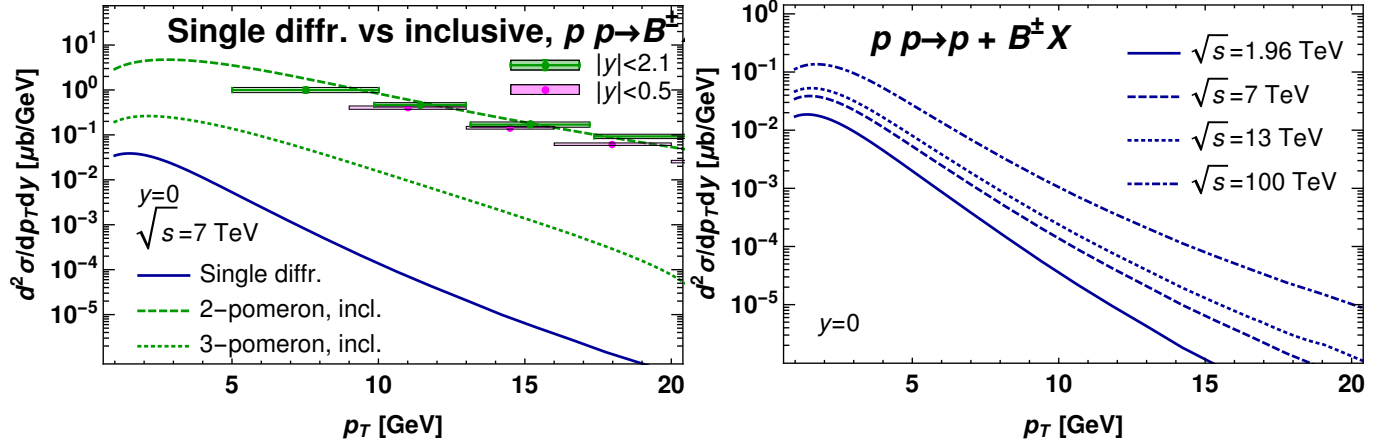 Single diffr. vs inclusive, p p→B±
|y|<2.1
|y|<0.5
y=0
√s=7 TeV
Single diffr.
2−pomeron, incl.
3−pomeron, incl.
d²σ/dp_T dy [μb/GeV]
10¹
10⁰
10⁻¹
10⁻²
10⁻³
10⁻⁴
10⁻⁵
5
10
15
20
p_T [GeV]
p p→p + B± X
√s=1.96 TeV
√s=7 TeV
√s=13 TeV
√s=100 TeV
y=0
d²σ/dp_T dy [μb/GeV]
10⁰
10⁻¹
10⁻²
10⁻³
10⁻⁴
10⁻⁵
5
10
15
20
p_T [GeV]